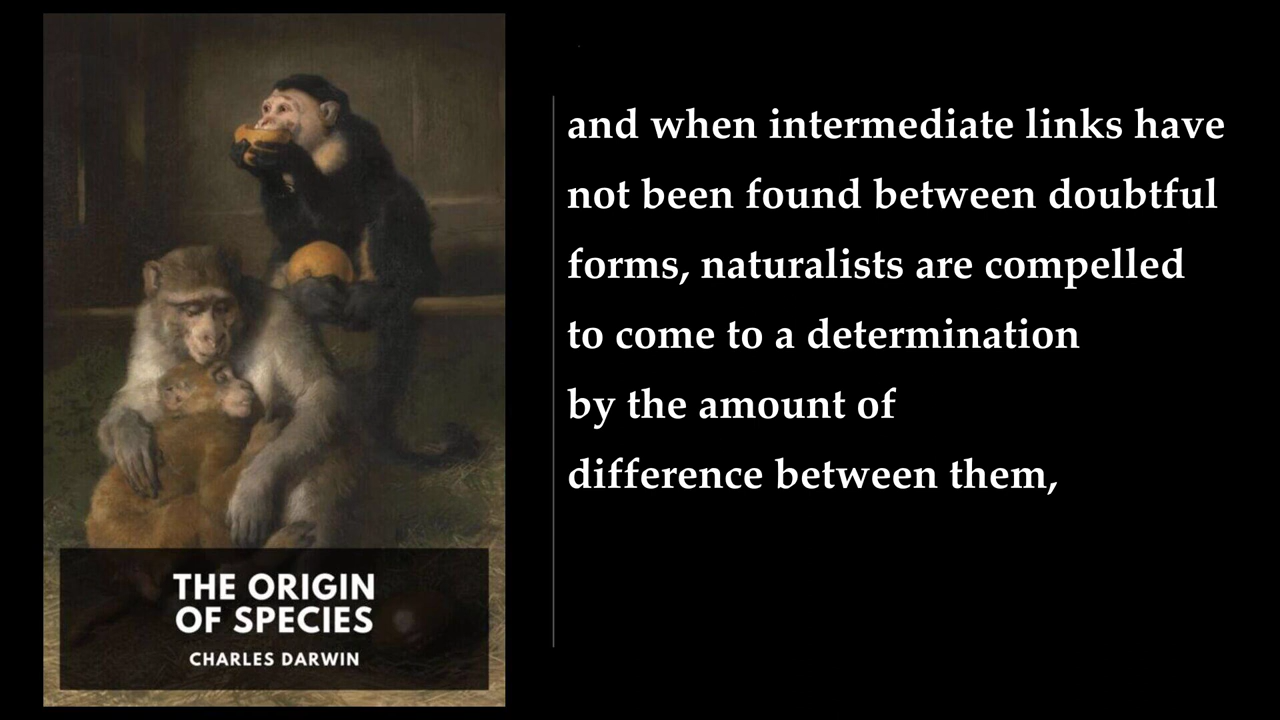 THE ORIGIN
OF SPECIES
CHARLES DARWIN
and when intermediate links have
not been found between doubtful
forms, naturalists are compelled
to come to a determination
by the amount of
difference between them,